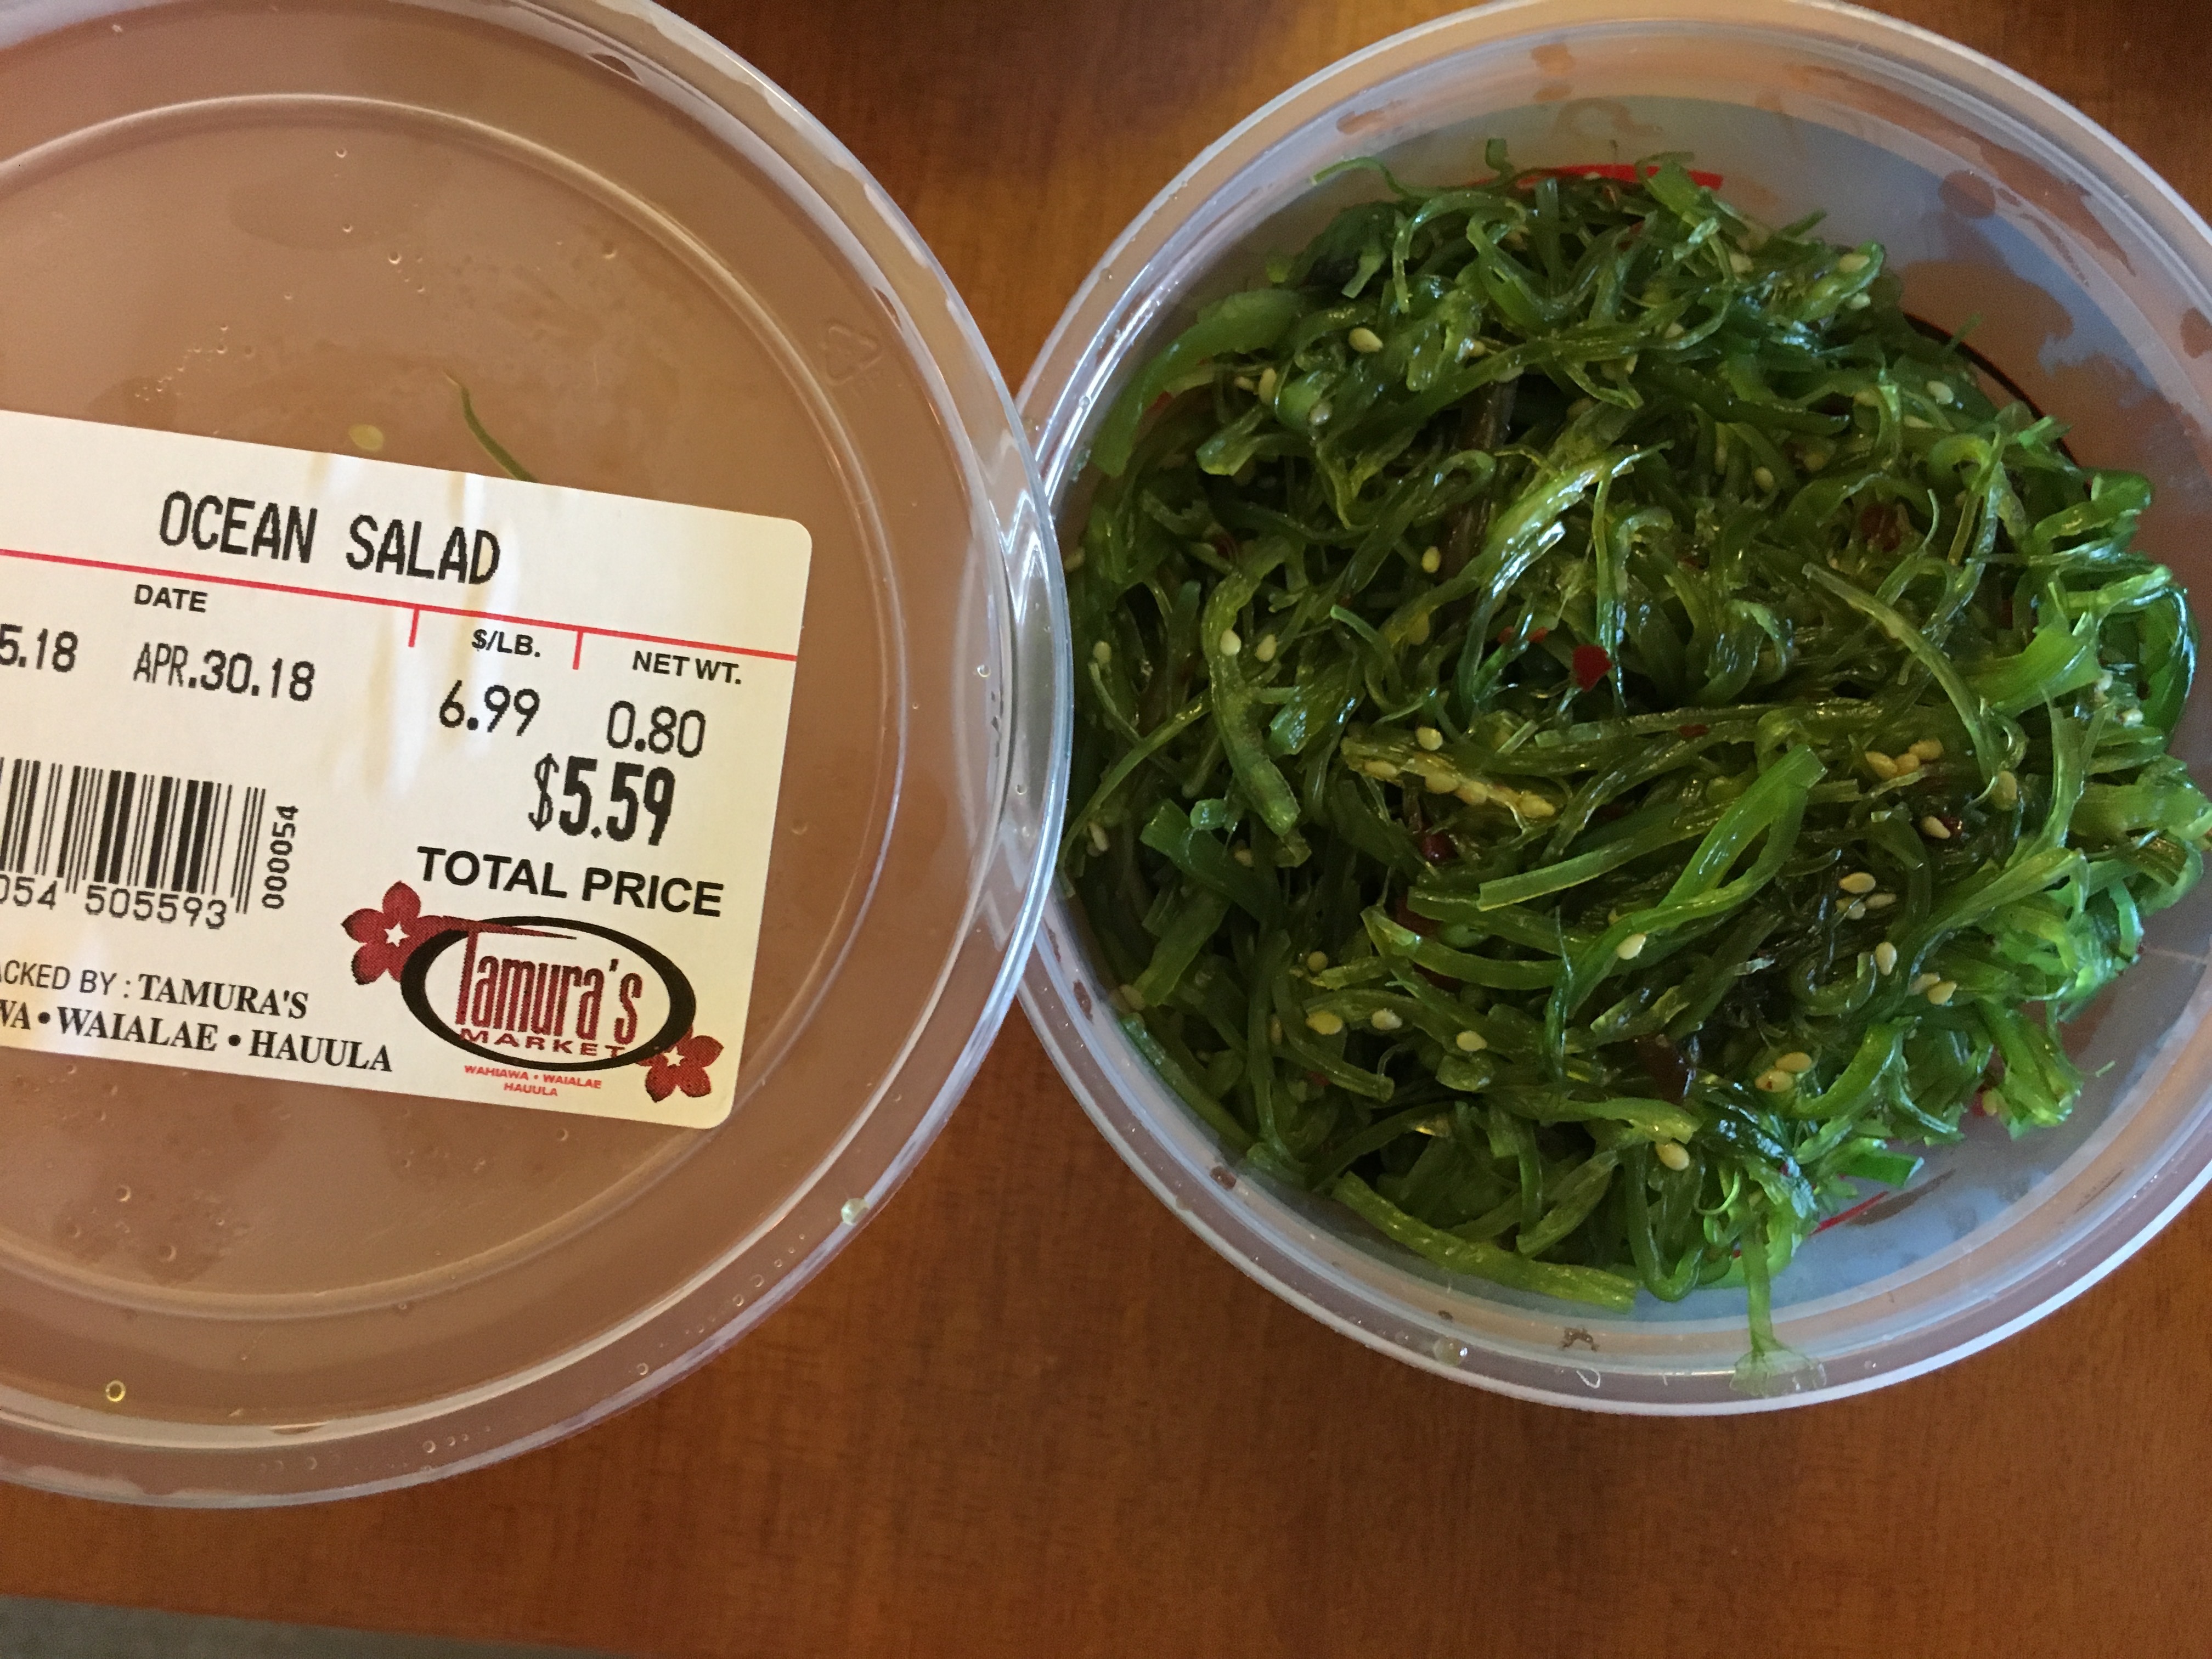 OCEAN SALAD
DATE $/LB. NET WT.
5.18 APR.30.18 6.99 0.80
$5.59
TOTAL PRICE
054 505593
000054
ACKED BY : TAMURA'S
WA • WAIALAE • HAUULA
Tamura's
MARKET
WAHIAWA • WAIALAE
HAUULA